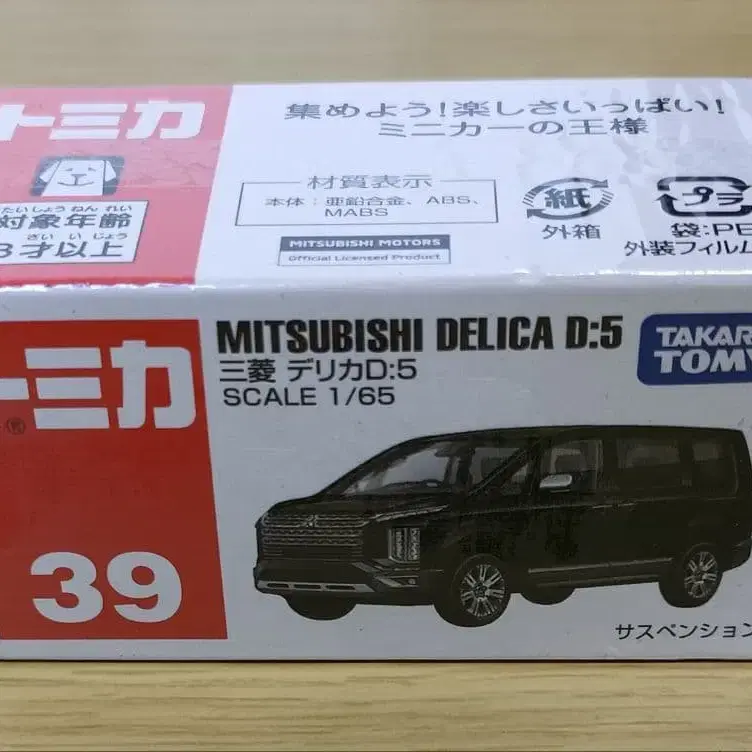 トミカ
集めよう!楽しさいっぱい!
ミニカーの王様
たいしょうねんれい
対象年齢
さいいじょう
3才以上
材質表示
本体:亜鉛合金、ABS、
MABS
MITSUBISHI MOTORS
Official Licensed Product
紙
外箱
プラ
袋:PE
外装フィルム
トミカ
®
39
MITSUBISHI DELICA D:5
三菱 デリカD:5
SCALE 1/65
TAKAR
TOMY
サスペンション